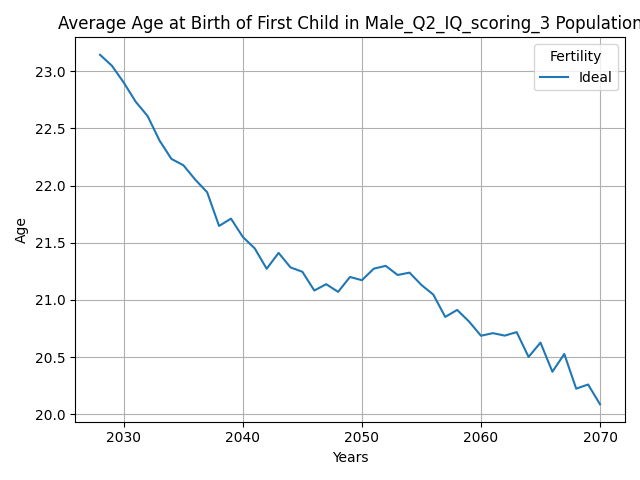 Average Age at Birth of First Child in Male_Q2_IQ_scoring_3 Population
Fertility
Ideal
23.0
22.5
22.0
21.5
21.0
20.5
20.0
Age
2030 2040 2050 2060 2070
Years